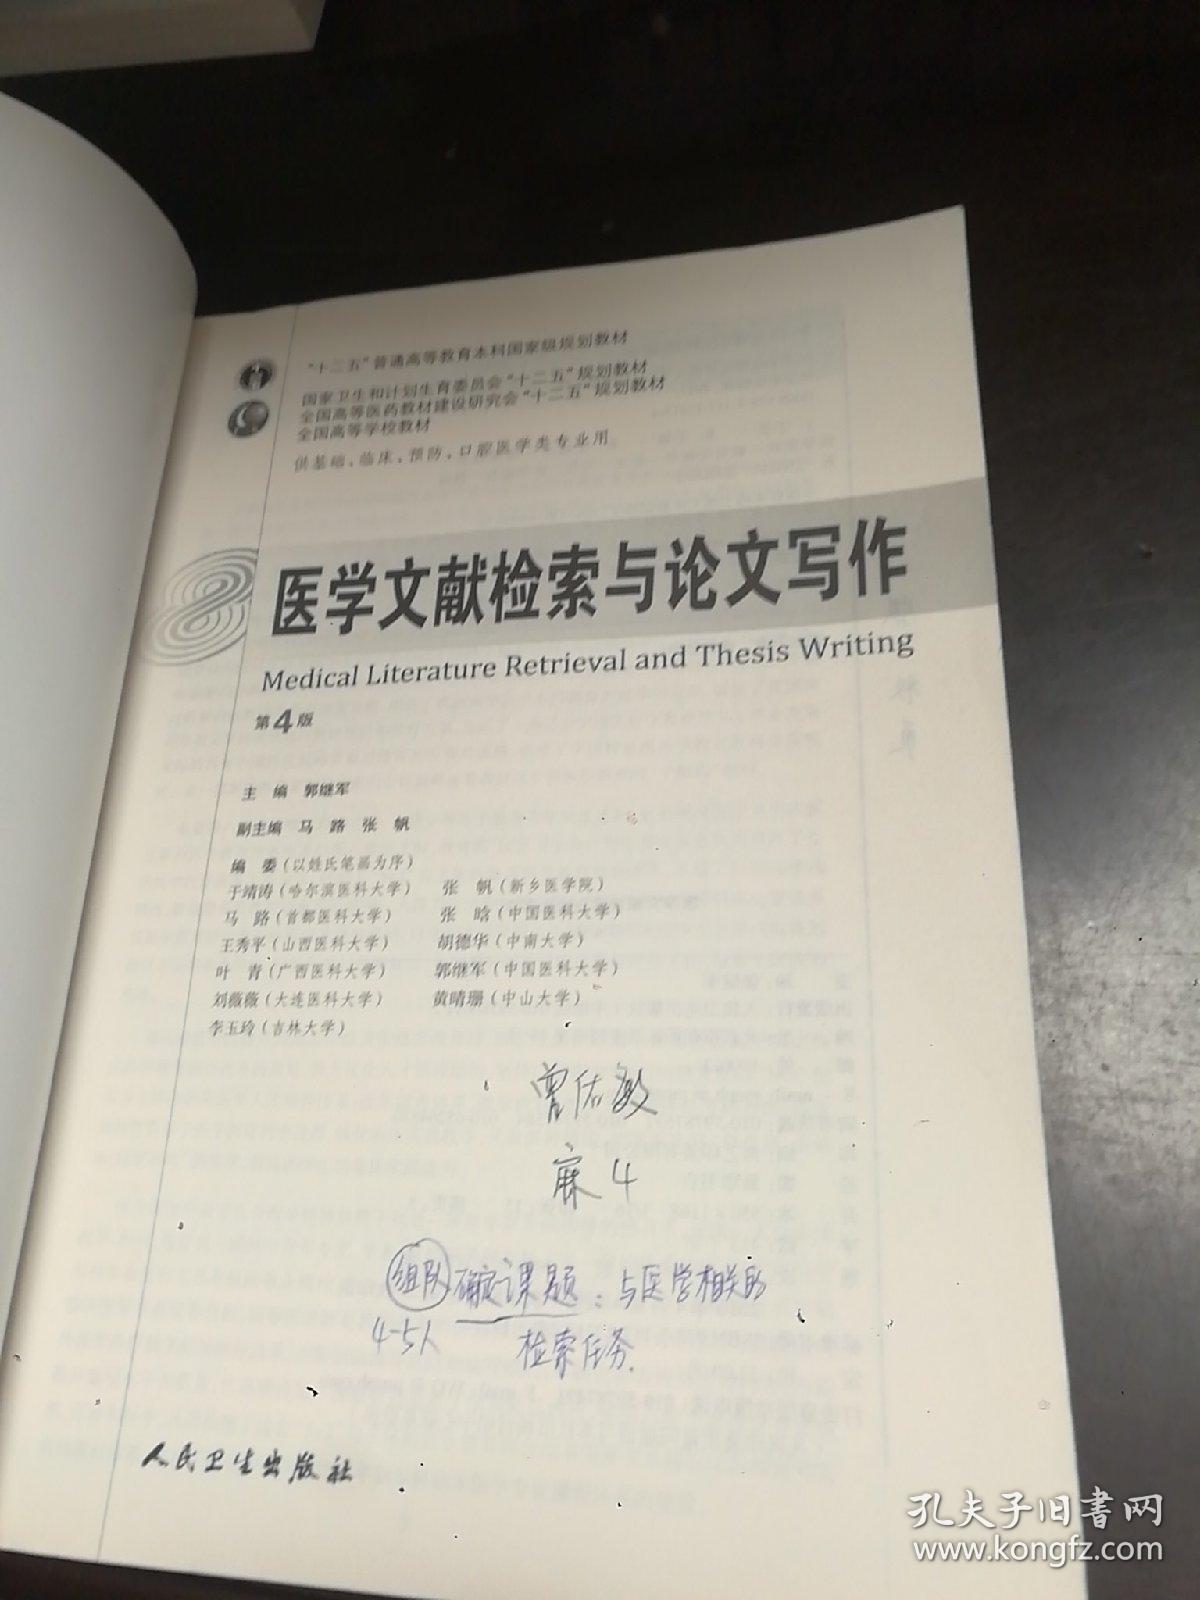 "十二五"普通高等教育本科国家级规划教材
国家卫生和计划生育委员会"十二五"规划教材
全国高等医药教材建设研究会"十二五"规划教材
全国高等学校教材
供基础、临床、预防、口腔医学类专业用
医学文献检索与论文写作
Medical Literature Retrieval and Thesis Writing
第4版
主 编 郭继军
副主编 马 路 张 帆
编 委(以姓氏笔画为序)
于靖涛(哈尔滨医科大学) 张 帆(新乡医学院)
马 路(首都医科大学) 张 晗(中国医科大学)
王秀平(山西医科大学) 胡德华(中南大学)
叶 青(广西医科大学) 郭继军(中国医科大学)
刘薇薇(大连医科大学) 黄晴珊(中山大学)
李玉玲(吉林大学)
曾佑敏
麻4
组队 确定课题:与医学相关的
4-5人 检索任务.
人民卫生出版社
孔夫子旧书网
www.kongfz.com